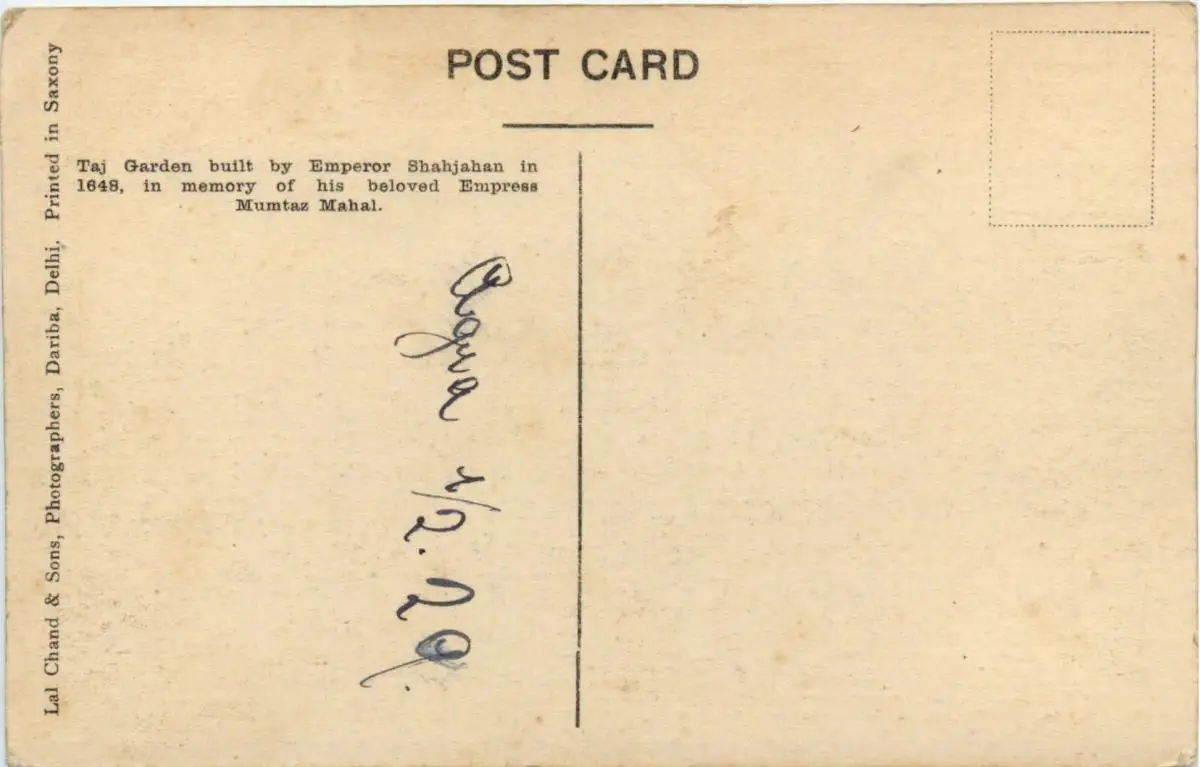 POST CARD
Taj Garden built by Emperor Shahjahan in
1648, in memory of his beloved Empress
Mumtaz Mahal.
Lal Chand & Sons, Photographers, Dariba, Delhi. Printed in Saxony
Agra 1/2. 29.